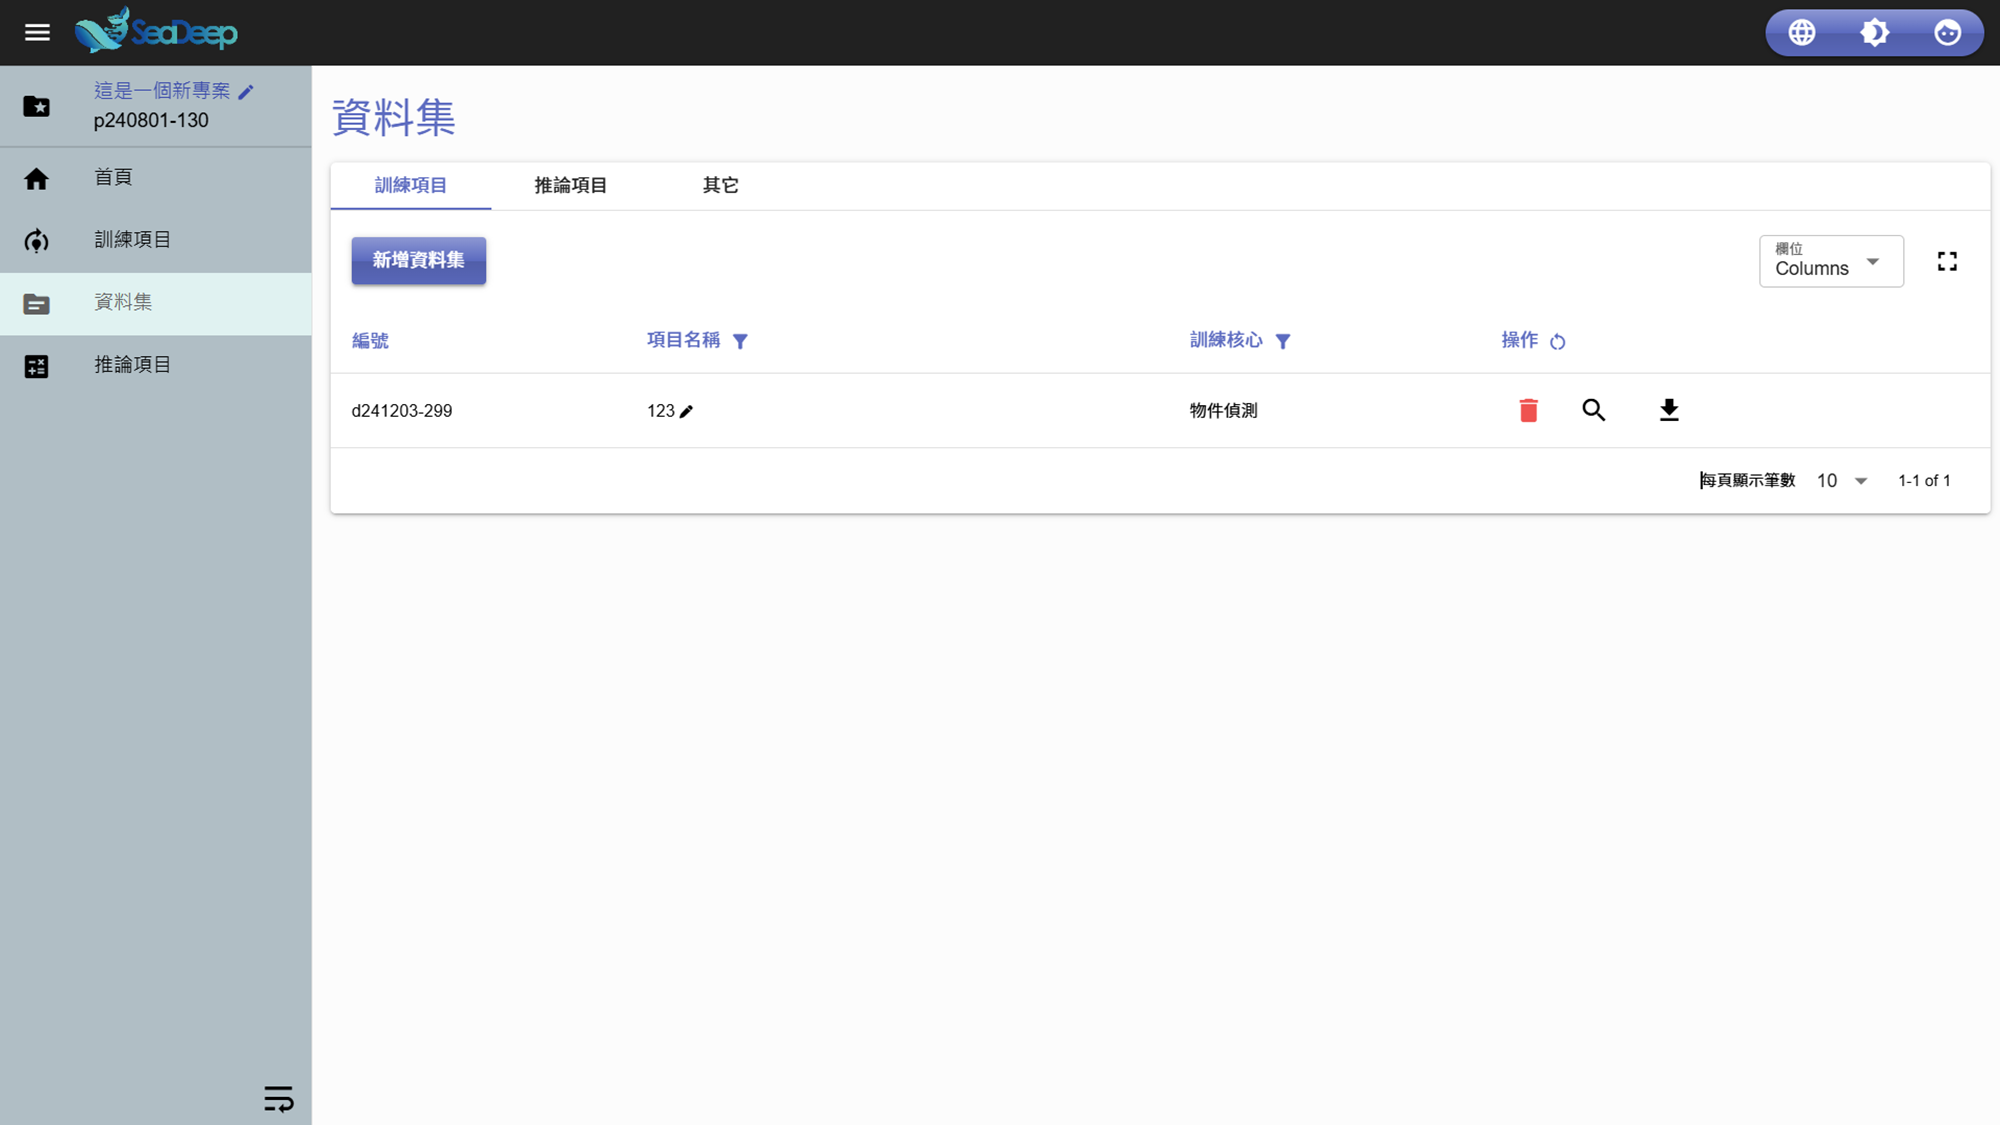 SeaDeep
這是一個新專案
p240801-130
首頁
訓練項目
資料集
推論項目
資料集
訓練項目 推論項目 其它
新增資料集
欄位
Columns
編號 項目名稱 訓練核心 操作
d241203-299 123 物件偵測
每頁顯示筆數 10 1-1 of 1